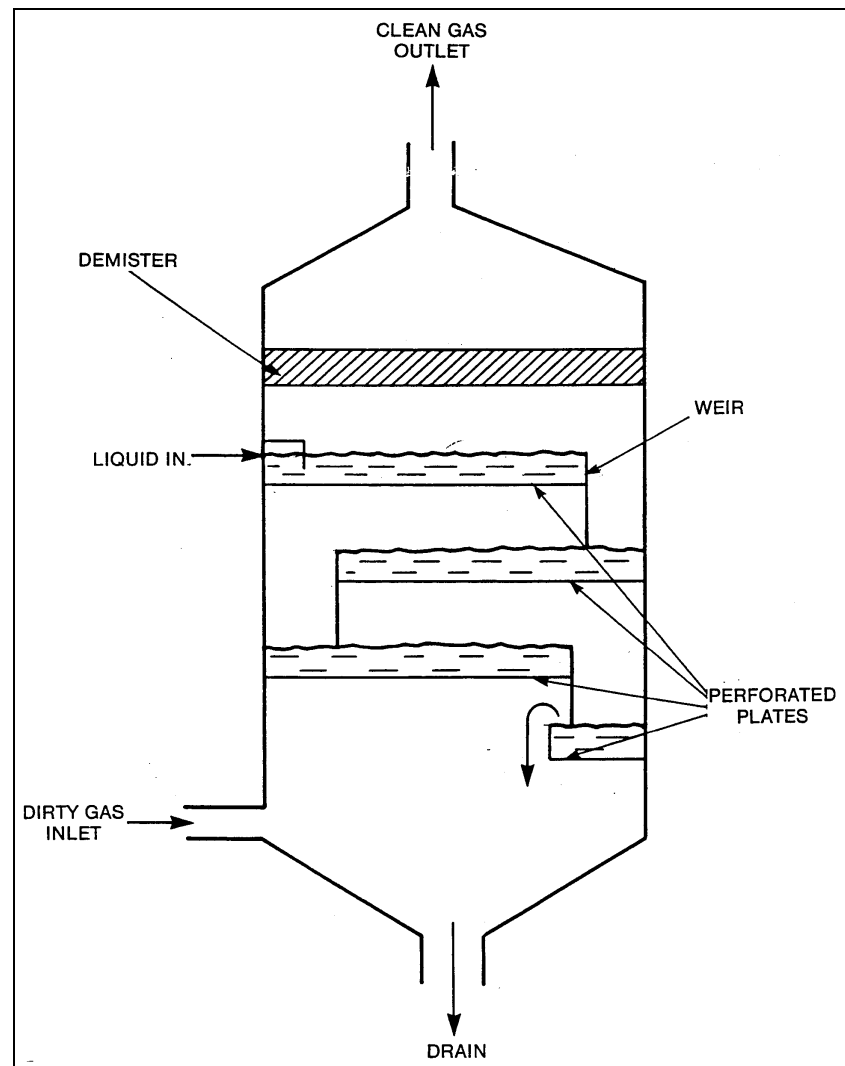 CLEAN GAS
OUTLET
DEMISTER
WEIR
LIQUID IN
PERFORATED
PLATES
DIRTY GAS
INLET
DRAIN